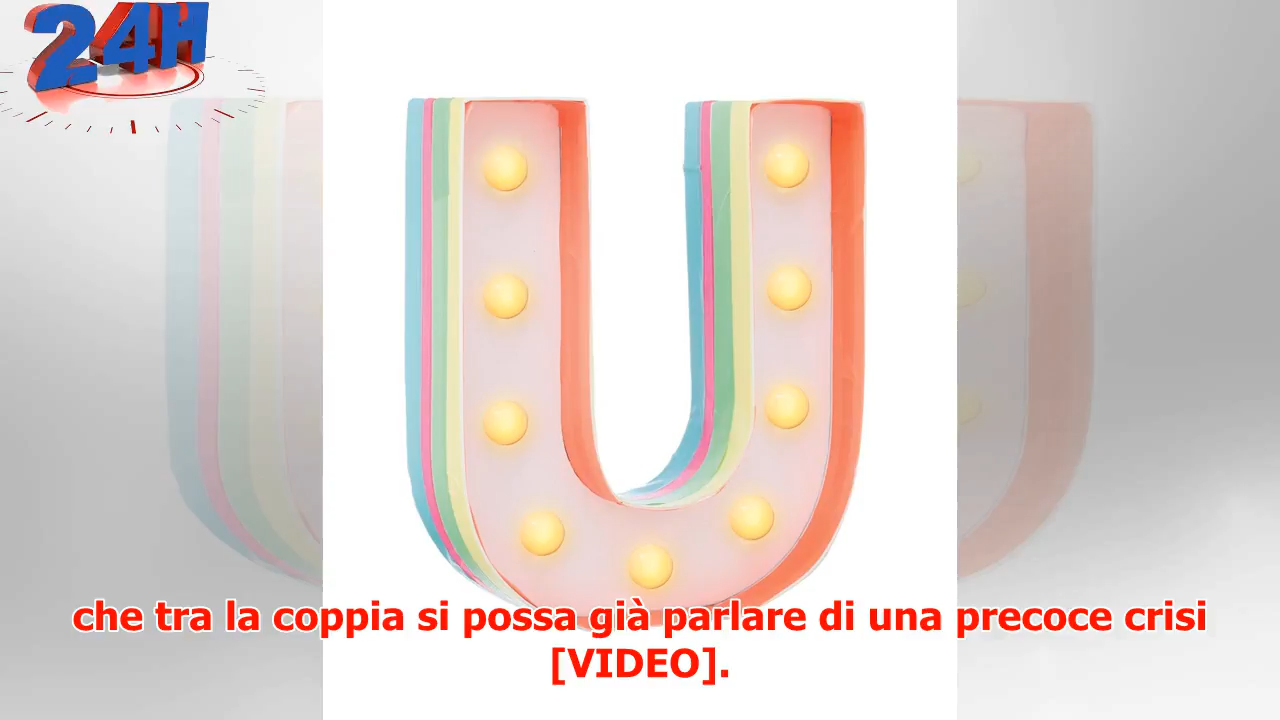 24H
U
che tra la coppia si possa già parlare di una precoce crisi
[VIDEO].